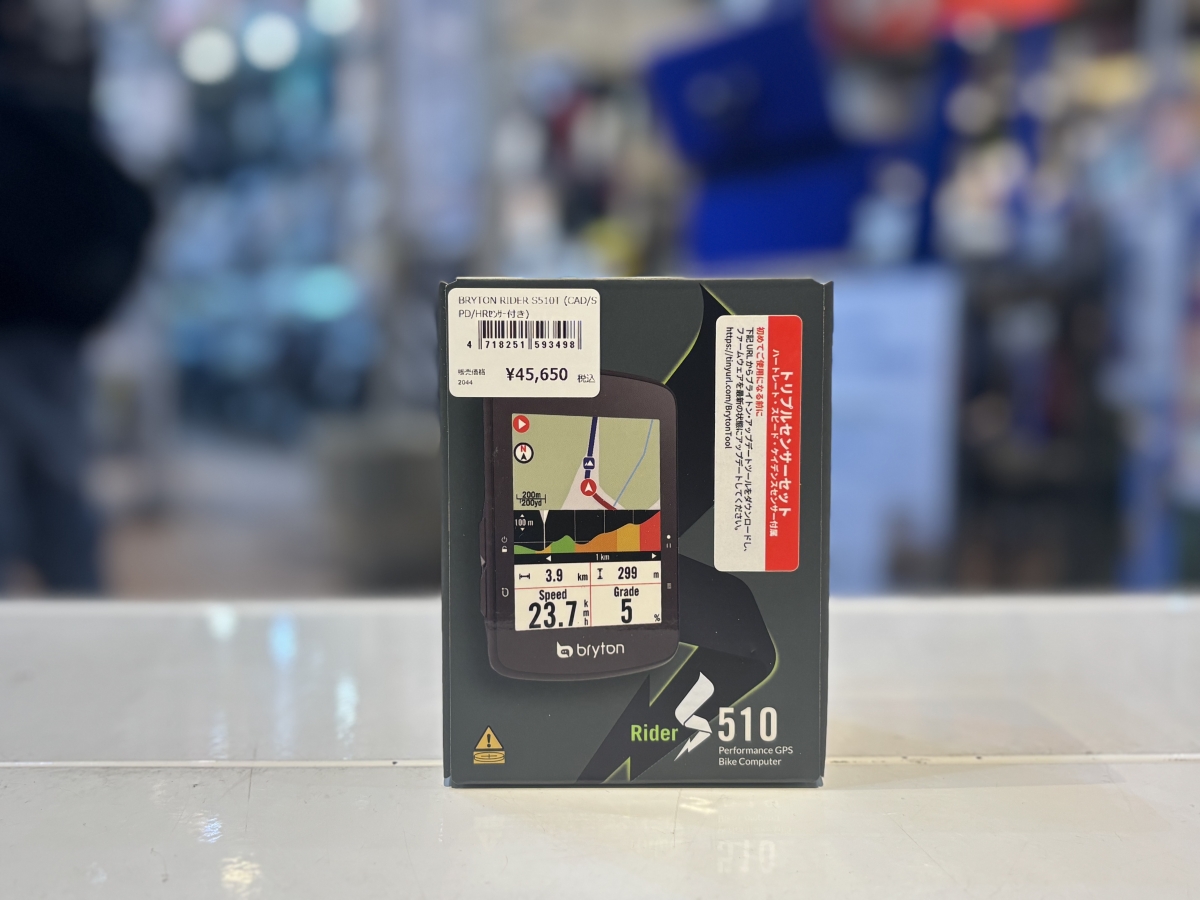 BRYTON RIDER S510T (CAD/S
PD/HRセンサー付き)
4 718251 593498
販売価格
2044
¥45,650 税込
トリプルセンサーセット
ハートレート・スピード・ケイデンスセンサー付属
初めてご使用になる前に
下記URLからブライトン・アップデートツールをダウンロードし、
ファームウェアを最新の状態にアップデートしてください。
https://tinyurl.com/BrytonTool
N
200m
200yd
100 m
1 km
3.9 km
299 m
Speed
23.7 kmh
Grade
5 %
bryton
Rider S 510
Performance GPS
Bike Computer